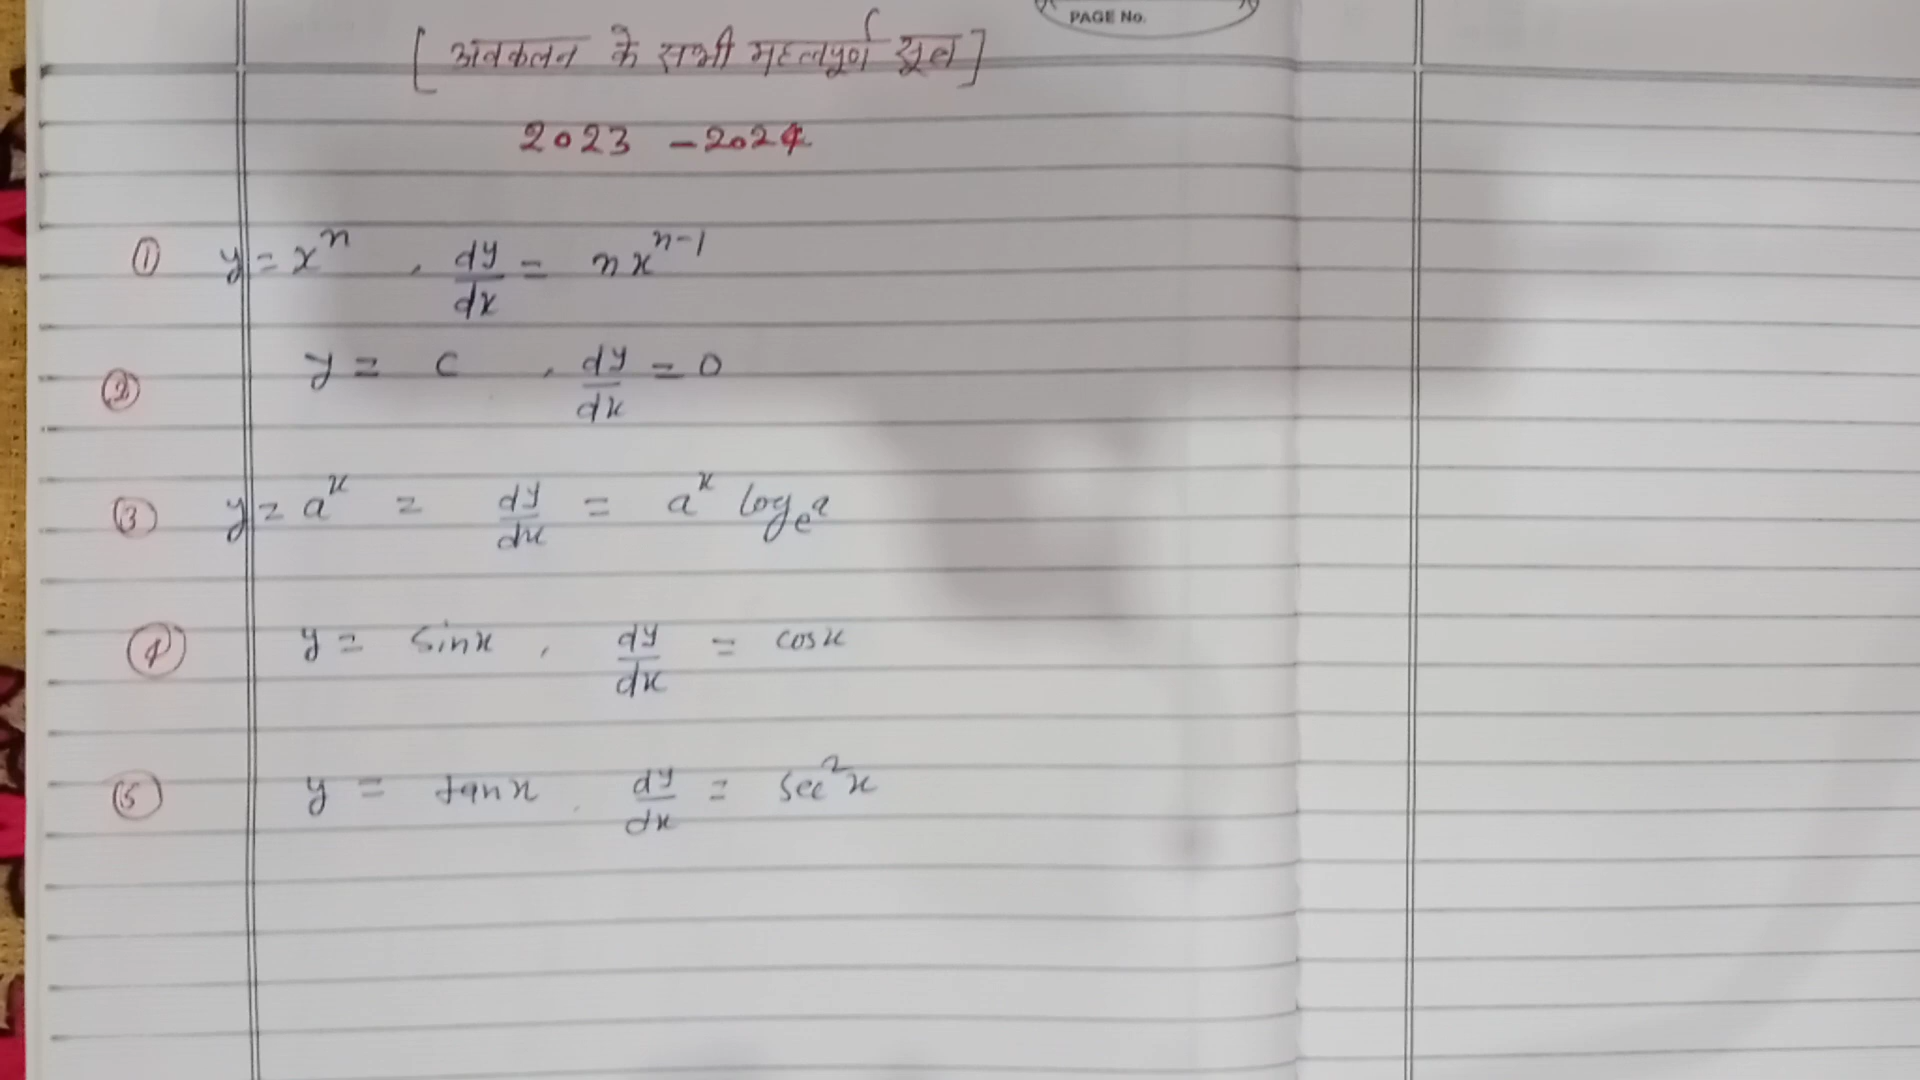 PAGE No.
[ अवकलन के सभी महत्वपूर्ण सूत्र ]
2023 - 2024
① y = xⁿ , dy/dx = nxⁿ⁻¹
② y = c , dy/dx = 0
③ y = aˣ = dy/dx = aˣ logₑa
④ y = sinx , dy/dx = cosx
⑤ y = tanx , dy/dx = sec²x